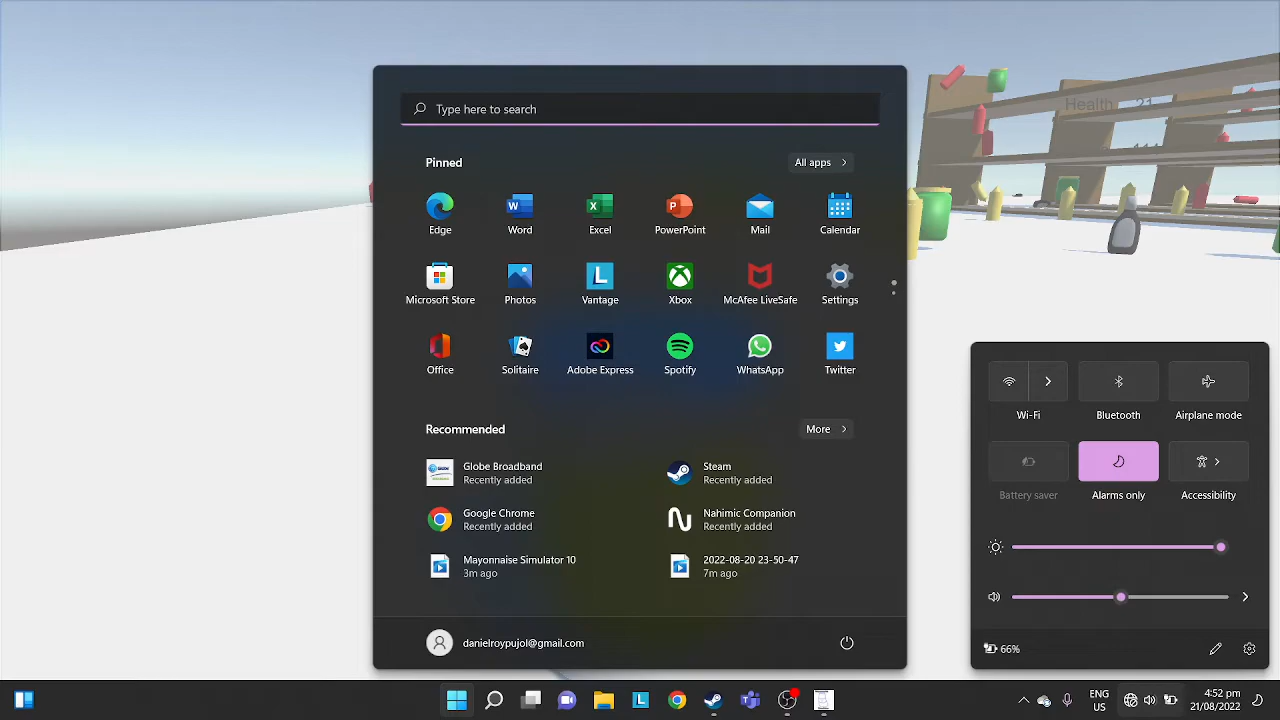 Health 21
Type here to search
Pinned
All apps
Edge
Word
Excel
PowerPoint
Mail
Calendar
Microsoft Store
Photos
Vantage
Xbox
McAfee LiveSafe
Settings
Office
Solitaire
Adobe Express
Spotify
WhatsApp
Twitter
Recommended
More
Globe Broadband
Recently added
Steam
Recently added
Google Chrome
Recently added
Nahimic Companion
Recently added
Mayonnaise Simulator 10
3m ago
2022-08-20 23-50-47
7m ago
danielroypujol@gmail.com
Wi-Fi
Bluetooth
Airplane mode
Battery saver
Alarms only
Accessibility
66%
ENG
US
4:52 pm
21/08/2022